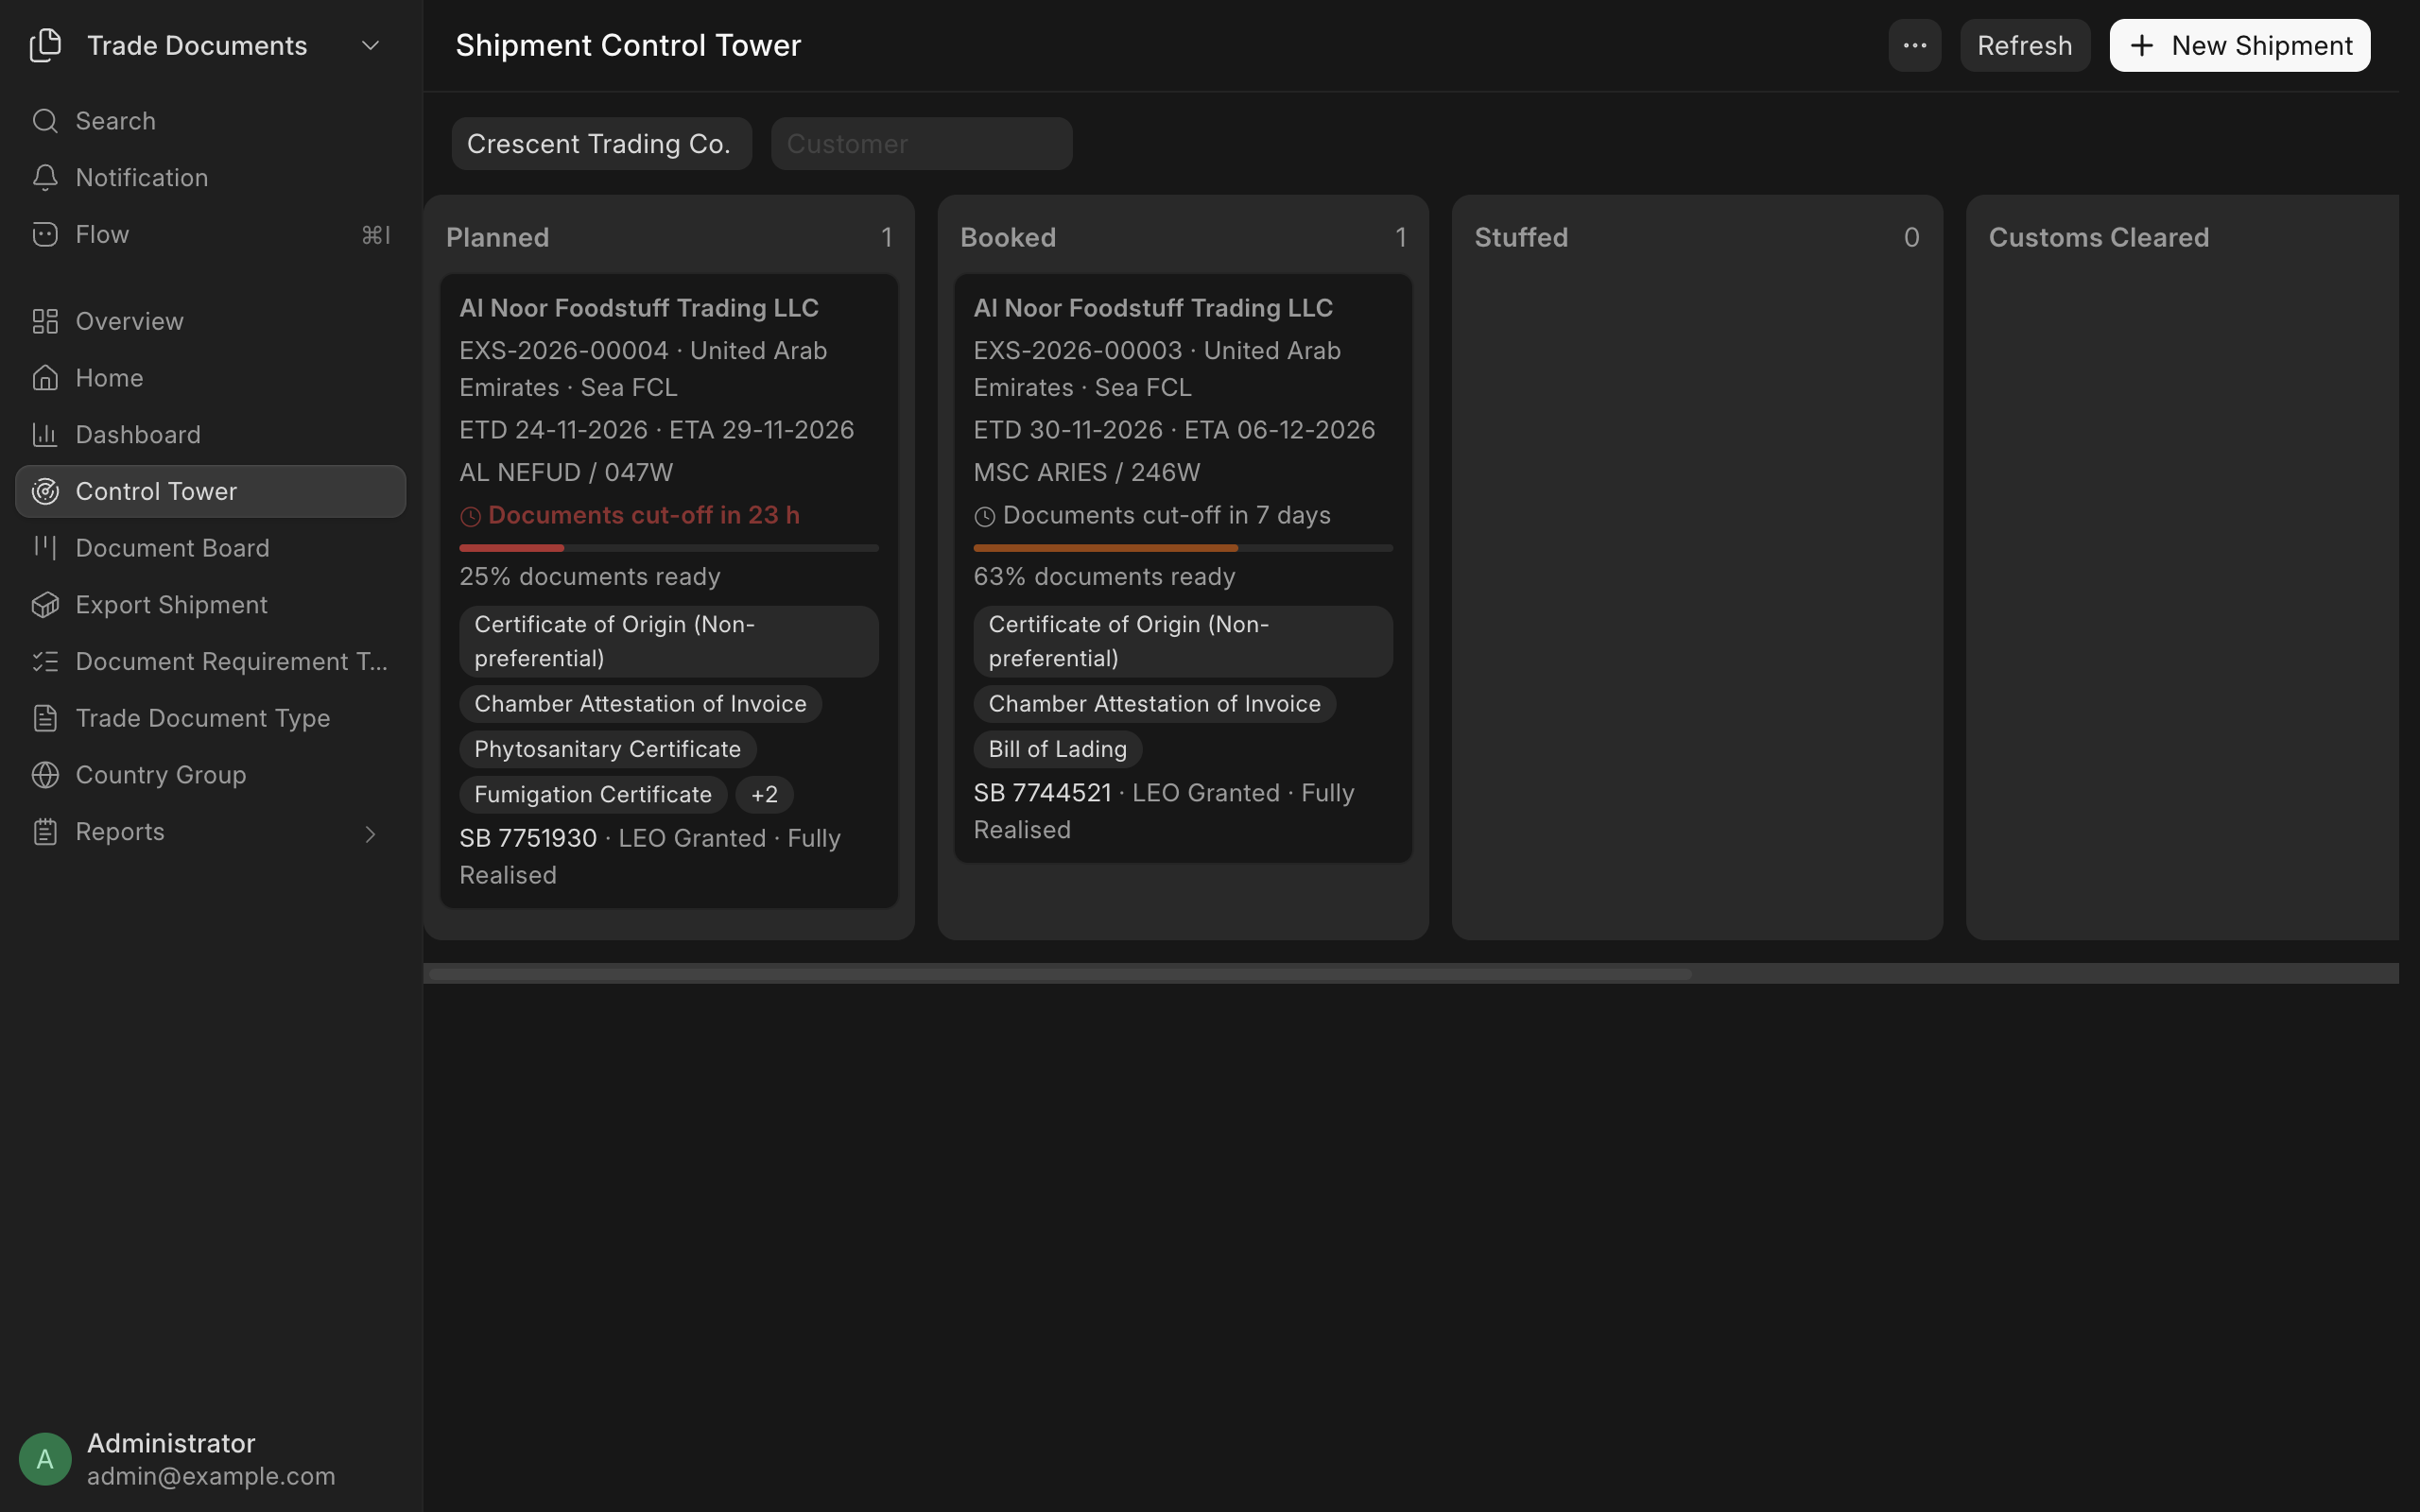 Trade Documents
Search
Notification
Flow ⌘I
Overview
Home
Dashboard
Control Tower
Document Board
Export Shipment
Document Requirement T...
Trade Document Type
Country Group
Reports
Administrator
A
admin@example.com
Shipment Control Tower
···
Refresh
+ New Shipment
Crescent Trading Co.
Customer
Planned 1
Al Noor Foodstuff Trading LLC
EXS-2026-00004 · United Arab
Emirates · Sea FCL
ETD 24-11-2026 · ETA 29-11-2026
AL NEFUD / 047W
Documents cut-off in 23 h
25% documents ready
Certificate of Origin (Non-
preferential)
Chamber Attestation of Invoice
Phytosanitary Certificate
Fumigation Certificate +2
SB 7751930 · LEO Granted · Fully
Realised
Booked 1
Al Noor Foodstuff Trading LLC
EXS-2026-00003 · United Arab
Emirates · Sea FCL
ETD 30-11-2026 · ETA 06-12-2026
MSC ARIES / 246W
Documents cut-off in 7 days
63% documents ready
Certificate of Origin (Non-
preferential)
Chamber Attestation of Invoice
Bill of Lading
SB 7744521 · LEO Granted · Fully
Realised
Stuffed 0
Customs Cleared